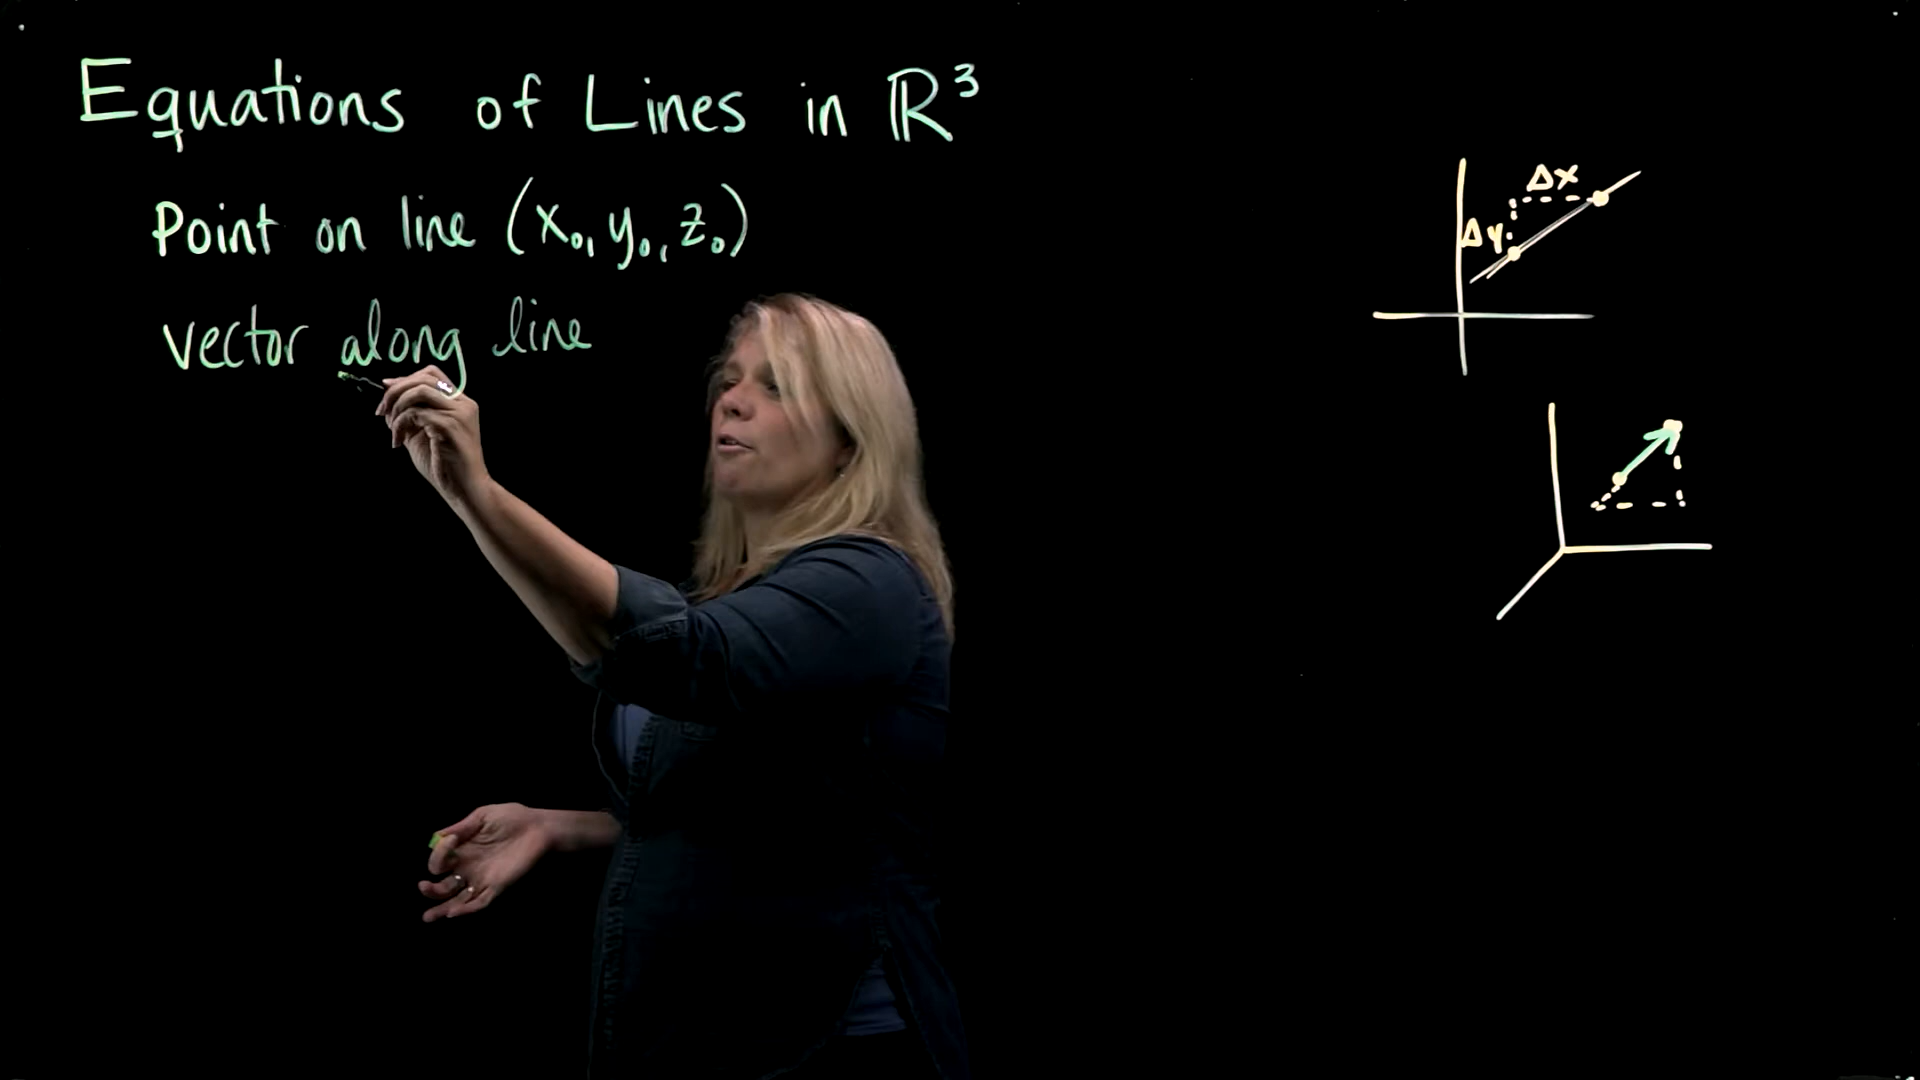 Equations of Lines in ℝ³
Point on line (x₀, y₀, z₀)
vector along line
Δx
Δy